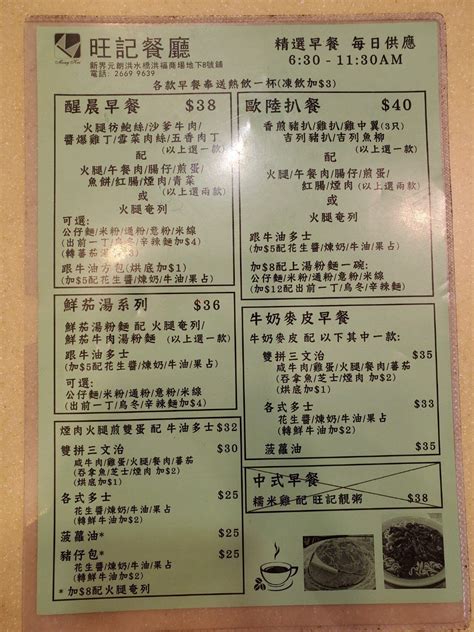 旺記餐廳
新界元朗洪水橋洪福商場地下8號舖
電話: 2669 9639
精選早餐 每日供應
6:30 - 11:30AM
各款早餐奉送熱飲一杯(凍飲加$3)
醒晨早餐 $38
火腿彷鮑絲/沙爹牛肉/
醬爆雞丁/雪菜肉絲/五香肉丁
(以上選一款)
配
火腿/午餐肉/腸仔/煎蛋/
魚餅/紅腸/煙肉/青菜
(以上選兩款)
或
火腿奄列
可選:
公仔麵/米粉/通粉/意粉/米線
(出前一丁/烏冬/辛辣麵加$4)
(轉蕃茄湯
跟牛油方包(烘底加$1)
(加$5配花生醬/煉奶/牛油/果占)
鮮茄湯系列 $36
鮮茄湯粉麵 配 火腿奄列/
鮮茄牛肉湯粉麵 (以上選一款)
跟牛油多士
(加$5配花生醬/煉奶/牛油/果占)
公仔麵/米粉/通粉/意粉/米線
(加$4出前一丁/烏冬/辛辣麵)
煙肉火腿煎雙蛋 配 牛油多士 $32
雙拼三文治 $30
咸牛肉/雞蛋/火腿/餐肉/蕃茄
(吞拿魚/芝士/煙肉 加$2)
(烘底加$1)
各式多士 $25
花生醬/煉奶/牛油/果占
(轉鮮牛油加$2)
菠蘿油* $25
豬仔包* $25
花生醬/煉奶/牛油/果占
(轉鮮牛油加$2)
* 加$8配火腿奄列
歐陸扒餐 $40
香煎豬扒/雞扒/雞中翼(3只)
吉列豬扒/吉列魚柳
(以上選一款)
配
火腿/午餐肉/腸仔/煎蛋/
紅腸/煙肉(以上選兩款)
或
火腿奄列
跟牛油多士
(加$5配花生醬/煉奶/牛油/果占)
加$8配上湯粉麵一碗:
公仔麵/米粉/通粉/意粉/米線
(加$12配出前一丁/烏冬/辛辣麵)
牛奶麥皮早餐
牛奶麥皮 配 以下其中一款:
雙拼三文治 $35
咸牛肉/雞蛋/火腿/餐肉/蕃茄
(吞拿魚/芝士/煙肉 加$2)
(烘底加$1)
各式多士 $33
花生醬/煉奶/牛油/果占
(轉鮮牛油加$2)
菠蘿油 $35
中式早餐
糯米雞 配 旺記靚粥 $38